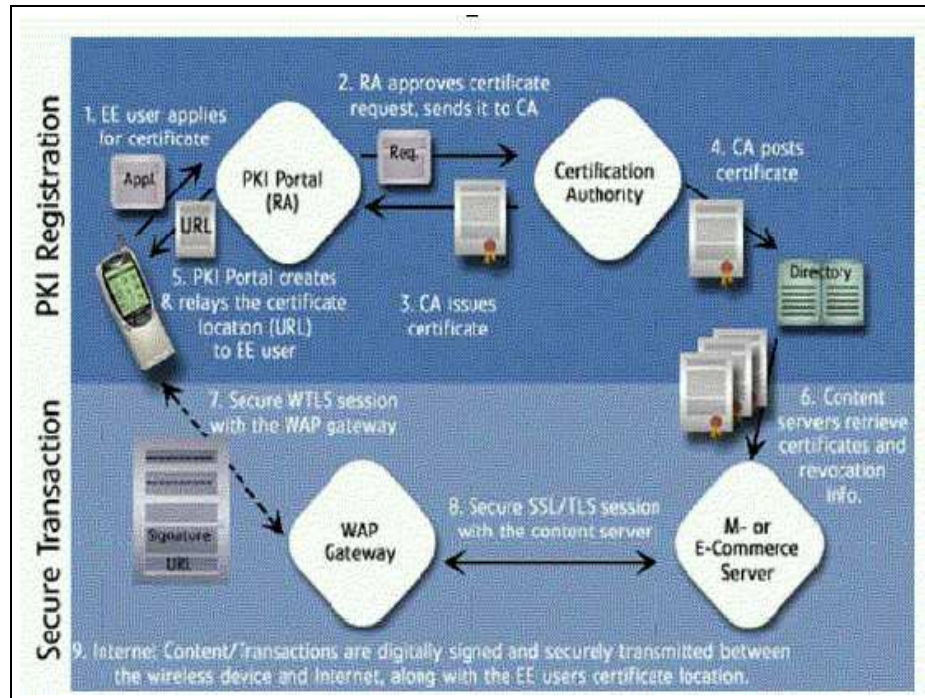 PKI Registration
1. EE user applies
for certificate
Appl.
PKI Portal
(RA)
2. RA approves certificate
request, sends it to CA
Req.
Certification
Authority
4. CA posts
certificate
URL
5. PKI Portal creates
& relays the certificate
location (URL)
to EE user
3. CA issues
certificate
Directory
Secure Transaction
7. Secure WTLS session
with the WAP gateway
6. Content
servers retrieve
certificates and
revocation
info.
Signature
URL
WAP
Gateway
8. Secure SSL/TLS session
with the content server
M- or
E-Commerce
Server
9. Internet Content/Transactions are digitally signed and securely transmitted between
the wireless device and Internet, along with the EE users certificate location.